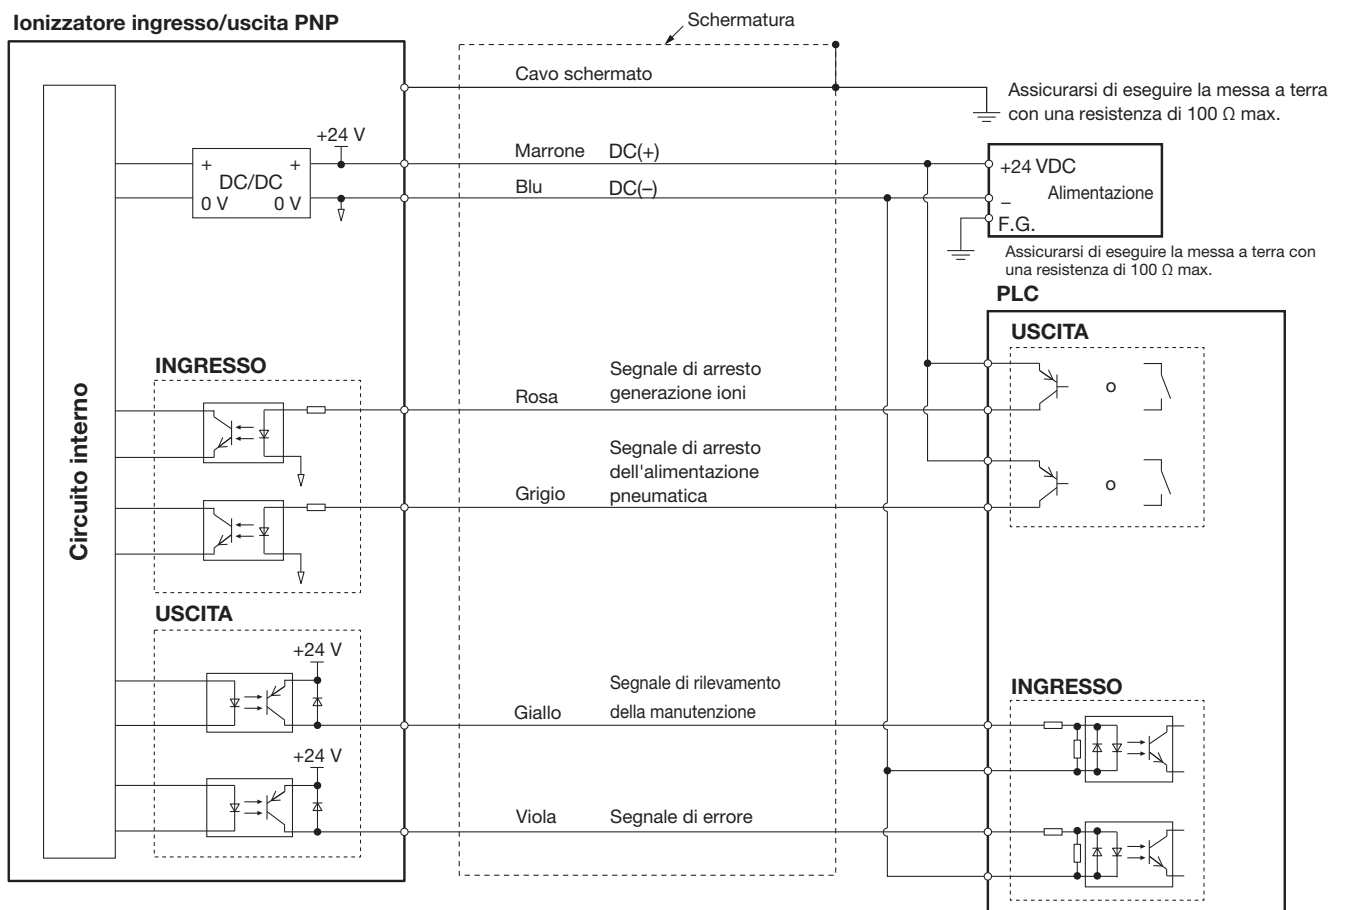 Ionizzatore ingresso/uscita PNP
Schermatura
Cavo schermato
Assicurarsi di eseguire la messa a terra
con una resistenza di 100 Ω max.
+24 V
Marrone DC(+)
+ +
DC/DC
0 V 0 V
Blu DC(–)
+24 VDC
Alimentazione
–
F.G.
Assicurarsi di eseguire la messa a terra con
una resistenza di 100 Ω max.
PLC
USCITA
INGRESSO
Segnale di arresto
generazione ioni
Rosa
o
Circuito interno
Segnale di arresto
dell'alimentazione
pneumatica
Grigio
o
USCITA
+24 V
Segnale di rilevamento
della manutenzione
Giallo
INGRESSO
+24 V
Viola Segnale di errore